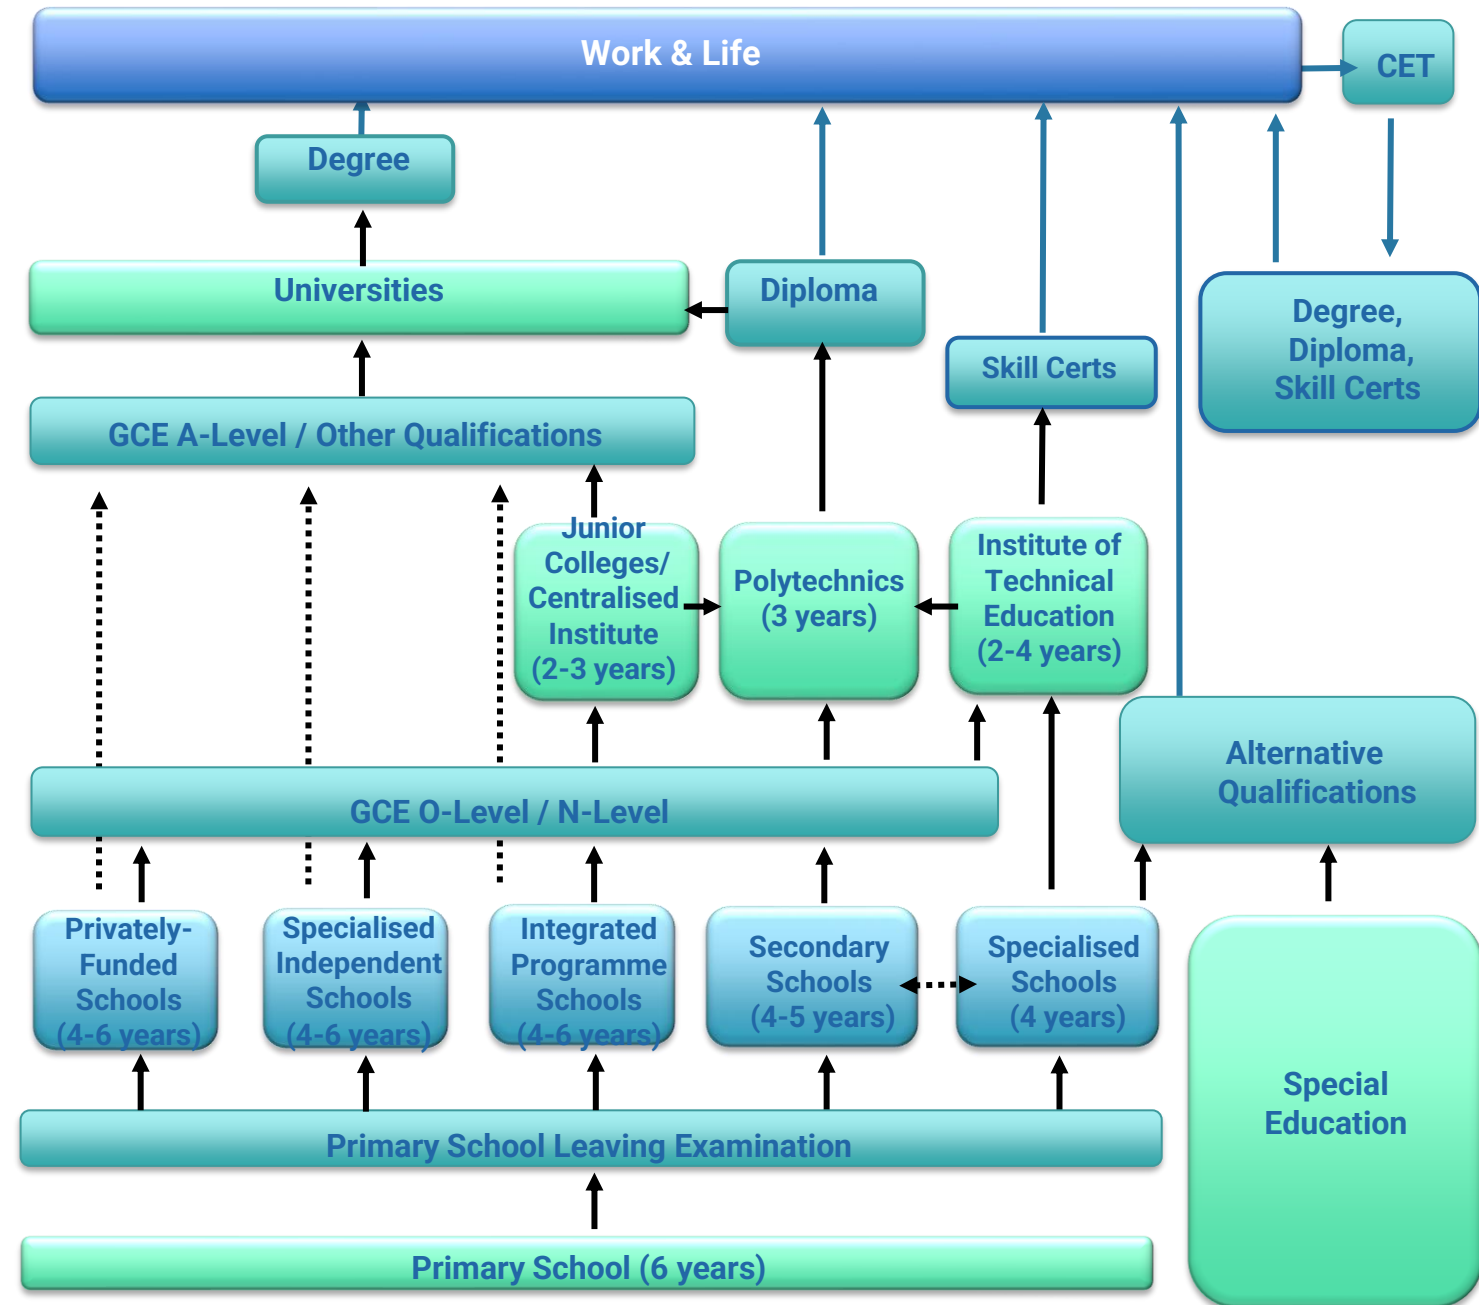 Work & Life
CET
Degree
Universities
Diploma
Degree,
Diploma,
Skill Certs
Skill Certs
GCE A-Level / Other Qualifications
Junior
Colleges/
Centralised
Institute
(2-3 years)
Polytechnics
(3 years)
Institute of
Technical
Education
(2-4 years)
Alternative
Qualifications
GCE O-Level / N-Level
Privately-
Funded
Schools
(4-6 years)
Specialised
Independent
Schools
(4-6 years)
Integrated
Programme
Schools
(4-6 years)
Secondary
Schools
(4-5 years)
Specialised
Schools
(4 years)
Special
Education
Primary School Leaving Examination
Primary School (6 years)